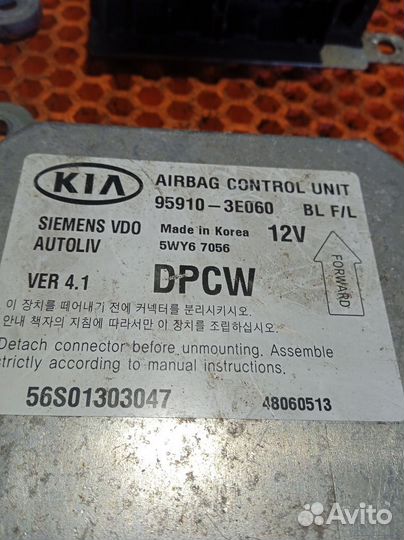 KIA AIRBAG CONTROL UNIT
95910-3E060 BL F/L
SIEMENS VDO Made in Korea 12V
AUTOLIV 5WY6 7056
VER 4.1 DPCW
FORWARD
이 장치를 떼어내기 전에 커넥터를 분리시키시오.
안내 책자의 지침에 따라서만 이 장치를 조립하십시오.
Detach connector before unmounting. Assemble
strictly according to manual instructions.
56S01303047 48060513
Avito